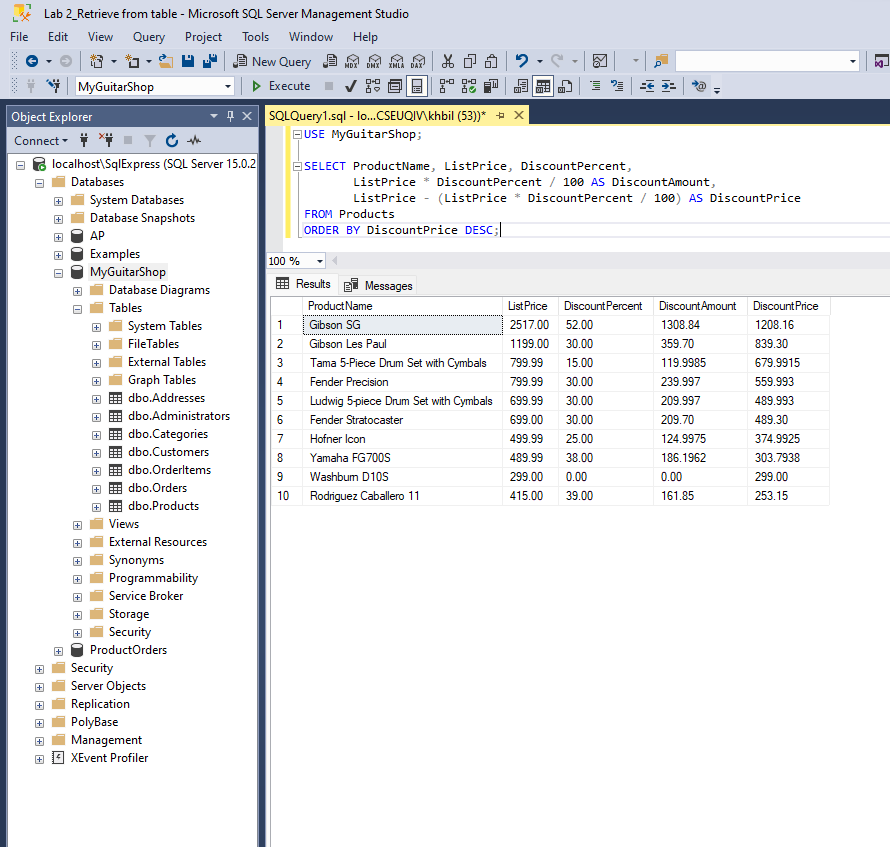 Lab 2_Retrieve from table - Microsoft SQL Server Management Studio
File Edit View Query Project Tools Window Help
New Query MDX DMX XMLA DAX
MyGuitarShop Execute
Object Explorer
Connect
localhost\SqlExpress (SQL Server 15.0.2
Databases
System Databases
Database Snapshots
AP
Examples
MyGuitarShop
Database Diagrams
Tables
System Tables
FileTables
External Tables
Graph Tables
dbo.Addresses
dbo.Administrators
dbo.Categories
dbo.Customers
dbo.OrderItems
dbo.Orders
dbo.Products
Views
External Resources
Synonyms
Programmability
Service Broker
Storage
Security
ProductOrders
Security
Server Objects
Replication
PolyBase
Management
XEvent Profiler
SQLQuery1.sql - lo...CSEUQIV\khbil (53))*
USE MyGuitarShop;
SELECT ProductName, ListPrice, DiscountPercent,
ListPrice * DiscountPercent / 100 AS DiscountAmount,
ListPrice - (ListPrice * DiscountPercent / 100) AS DiscountPrice
FROM Products
ORDER BY DiscountPrice DESC;
100 %
Results Messages
ProductName ListPrice DiscountPercent DiscountAmount DiscountPrice
1 Gibson SG 2517.00 52.00 1308.84 1208.16
2 Gibson Les Paul 1199.00 30.00 359.70 839.30
3 Tama 5-Piece Drum Set with Cymbals 799.99 15.00 119.9985 679.9915
4 Fender Precision 799.99 30.00 239.997 559.993
5 Ludwig 5-piece Drum Set with Cymbals 699.99 30.00 209.997 489.993
6 Fender Stratocaster 699.00 30.00 209.70 489.30
7 Hofner Icon 499.99 25.00 124.9975 374.9925
8 Yamaha FG700S 489.99 38.00 186.1962 303.7938
9 Washburn D10S 299.00 0.00 0.00 299.00
10 Rodriguez Caballero 11 415.00 39.00 161.85 253.15